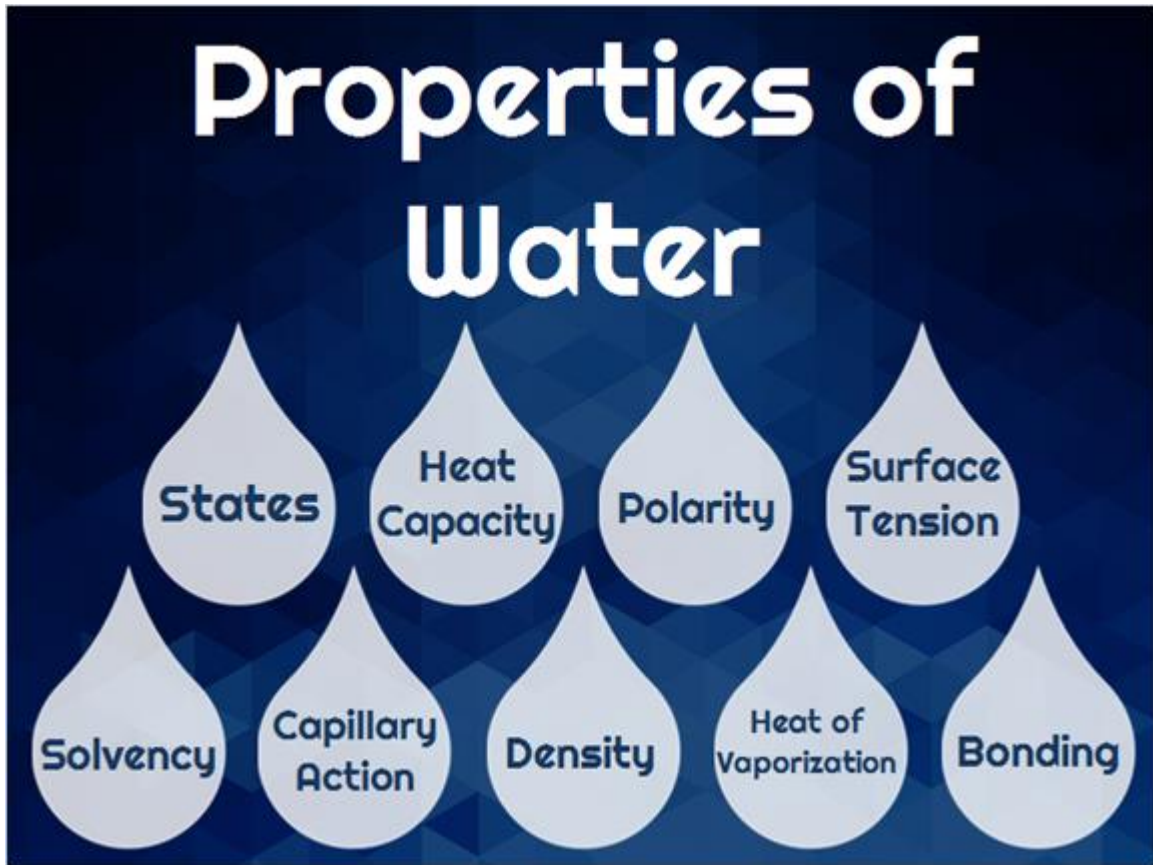 Properties of
Water
States
Heat
Capacity
Polarity
Surface
Tension
Solvency
Capillary
Action
Density
Heat of
Vaporization
Bonding